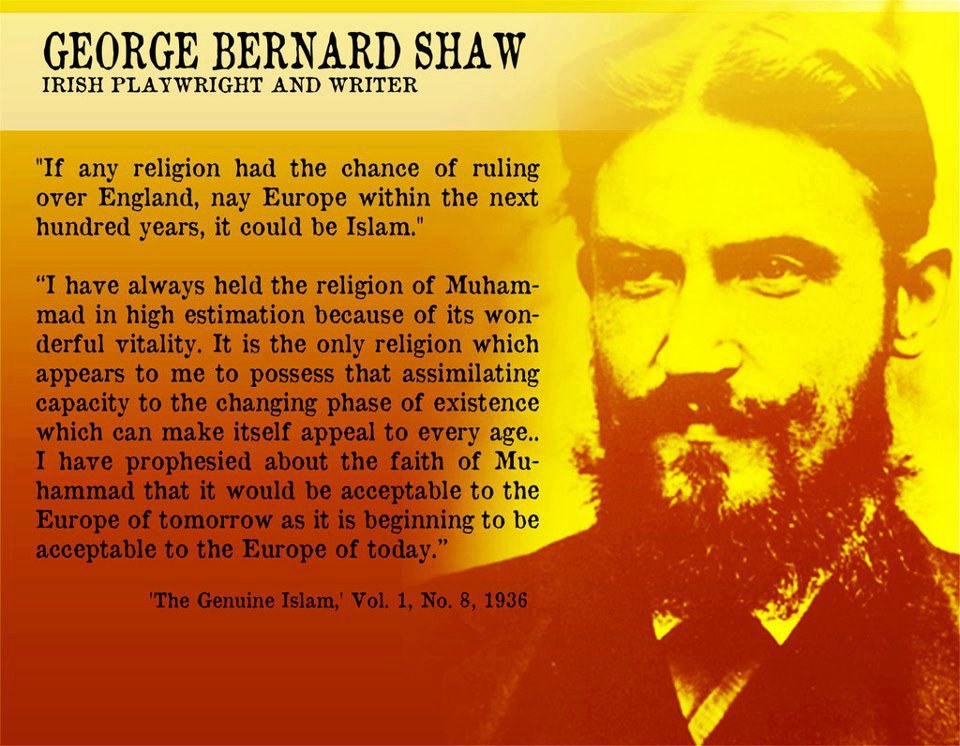 GEORGE BERNARD SHAW
IRISH PLAYWRIGHT AND WRITER
"If any religion had the chance of ruling
over England, nay Europe within the next
hundred years, it could be Islam."
“I have always held the religion of Muham-
mad in high estimation because of its won-
derful vitality. It is the only religion which
appears to me to possess that assimilating
capacity to the changing phase of existence
which can make itself appeal to every age..
I have prophesied about the faith of Mu-
hammad that it would be acceptable to the
Europe of tomorrow as it is beginning to be
acceptable to the Europe of today.”
'The Genuine Islam,' Vol. 1, No. 8, 1936